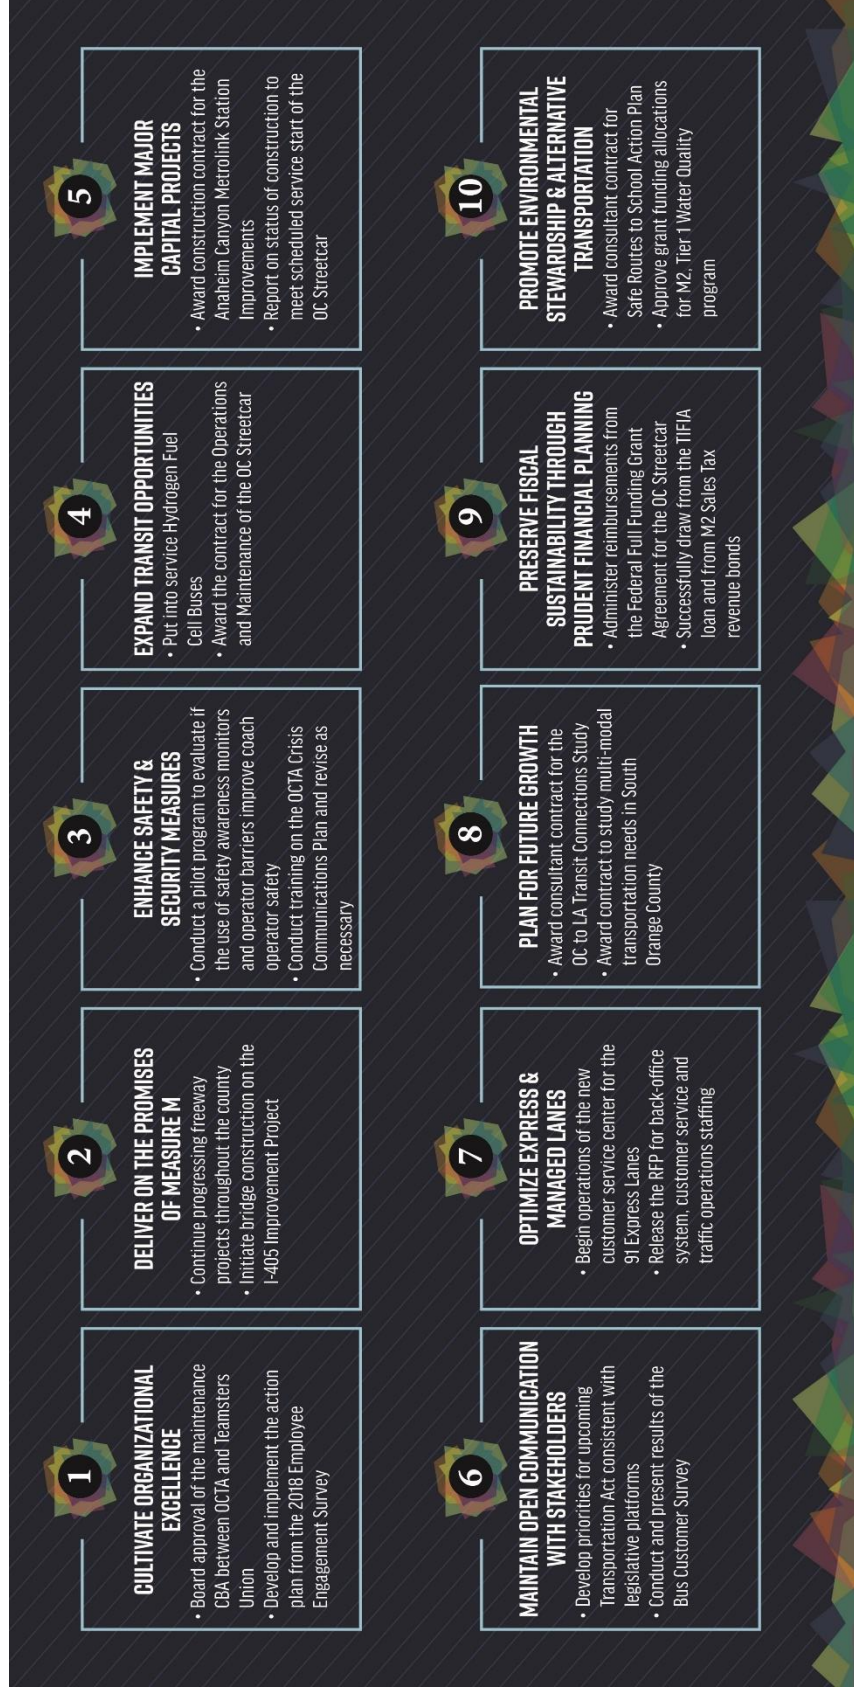 1
CULTIVATE ORGANIZATIONAL
EXCELLENCE
• Board approval of the maintenance
CBA between OCTA and Teamsters
Union
• Develop and implement the action
plan from the 2018 Employee
Engagement Survey
2
DELIVER ON THE PROMISES
OF MEASURE M
• Continue progressing freeway
projects throughout the county
• Initiate bridge construction on the
I-405 Improvement Project
3
ENHANCE SAFETY &
SECURITY MEASURES
• Conduct a pilot program to evaluate if
the use of safety awareness monitors
and operator barriers improve coach
operator safety
• Conduct training on the OCTA Crisis
Communications Plan and revise as
necessary
4
EXPAND TRANSIT OPPORTUNITIES
• Put into service Hydrogen Fuel
Cell Buses
• Award the contract for the Operations
and Maintenance of the OC Streetcar
5
IMPLEMENT MAJOR
CAPITAL PROJECTS
• Award construction contract for the
Anaheim Canyon Metrolink Station
Improvements
• Report on status of construction to
meet scheduled service start of the
OC Streetcar
6
MAINTAIN OPEN COMMUNICATION
WITH STAKEHOLDERS
• Develop priorities for upcoming
Transportation Act consistent with
legislative platforms
• Conduct and present results of the
Bus Customer Survey
7
OPTIMIZE EXPRESS &
MANAGED LANES
• Begin operations of the new
customer service center for the
91 Express Lanes
• Release the RFP for back-office
system, customer service and
traffic operations staffing
8
PLAN FOR FUTURE GROWTH
• Award consultant contract for the
OC to LA Transit Connections Study
• Award contract to study multi-modal
transportation needs in South
Orange County
9
PRESERVE FISCAL
SUSTAINABILITY THROUGH
PRUDENT FINANCIAL PLANNING
• Administer reimbursements from
the Federal Full Funding Grant
Agreement for the OC Streetcar
• Successfully draw from the TIFIA
loan and from M2 Sales Tax
revenue bonds
10
PROMOTE ENVIRONMENTAL
STEWARDSHIP & ALTERNATIVE
TRANSPORTATION
• Award consultant contract for
Safe Routes to School Action Plan
• Approve grant funding allocations
for M2, Tier 1 Water Quality
program